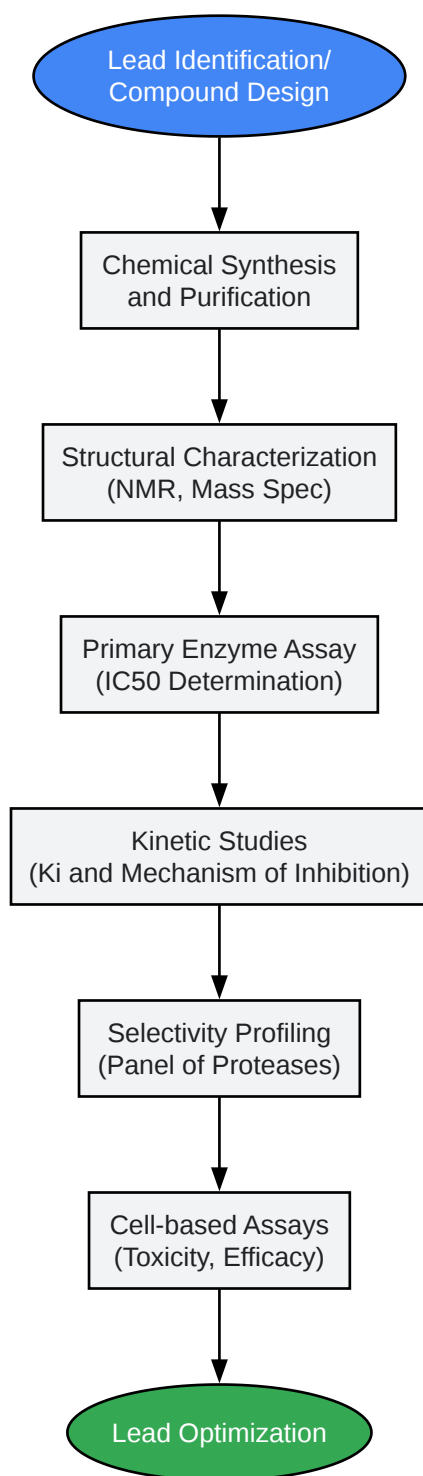 Lead Identification/
Compound Design
Chemical Synthesis
and Purification
Structural Characterization
(NMR, Mass Spec)
Primary Enzyme Assay
(IC50 Determination)
Kinetic Studies
(Ki and Mechanism of Inhibition)
Selectivity Profiling
(Panel of Proteases)
Cell-based Assays
(Toxicity, Efficacy)
Lead Optimization